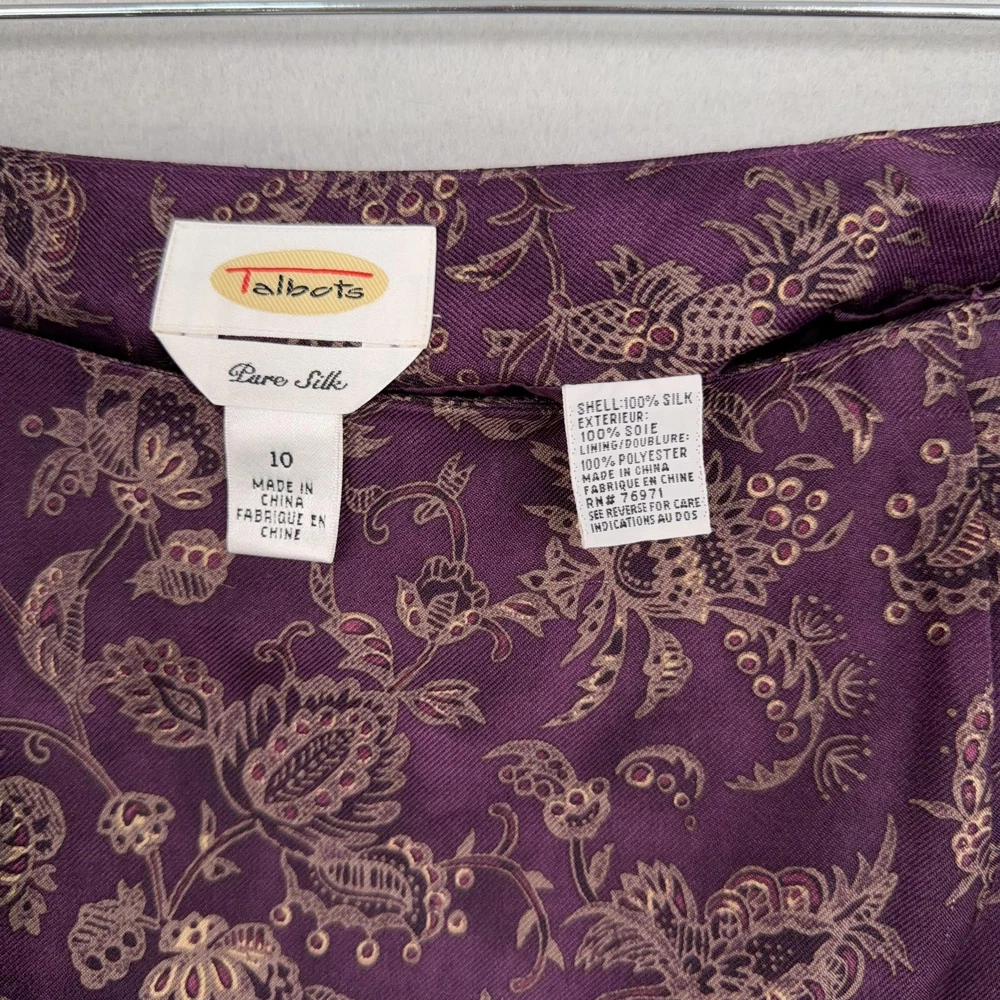 Talbots
Pure Silk
10
MADE IN
CHINA
FABRIQUE EN
CHINE
SHELL:100% SILK
EXTERIEUR:
100% SOIE
LINING/DOUBLURE:
100% POLYESTER
MADE IN CHINA
FABRIQUE EN CHINE
RN# 76971
SEE REVERSE FOR CARE
INDICATIONS AU DOS